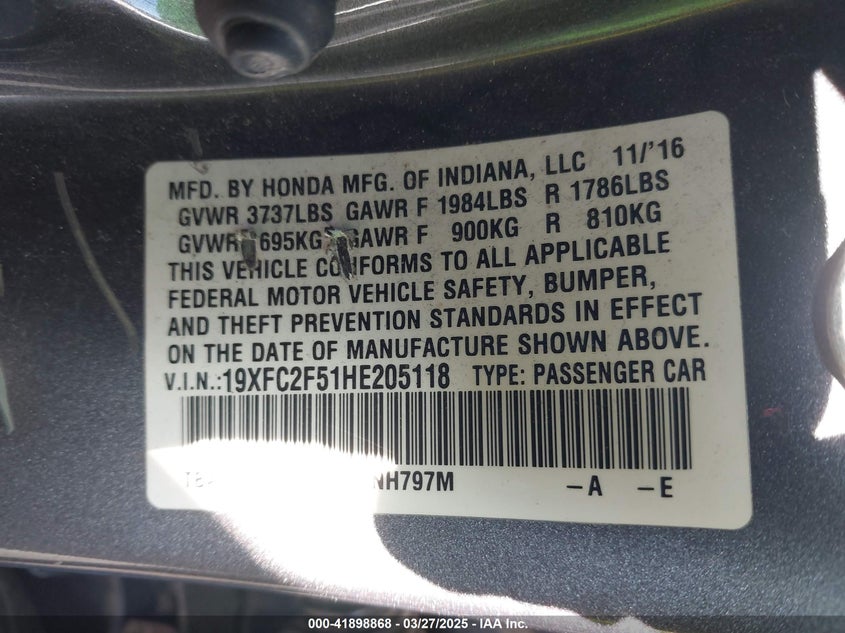 MFD. BY HONDA MFG. OF INDIANA, LLC 11/'16
GVWR 3737LBS GAWR F 1984LBS R 1786LBS
GVWR 695KG GAWR F 900KG R 810KG
THIS VEHICLE CONFORMS TO ALL APPLICABLE
FEDERAL MOTOR VEHICLE SAFETY, BUMPER,
AND THEFT PREVENTION STANDARDS IN EFFECT
ON THE DATE OF MANUFACTURE SHOWN ABOVE.
V.I.N.:19XFC2F51HE205118 TYPE: PASSENGER CAR
NH797M -A -E
000-41898868 - 03/27/2025 - IAA Inc.